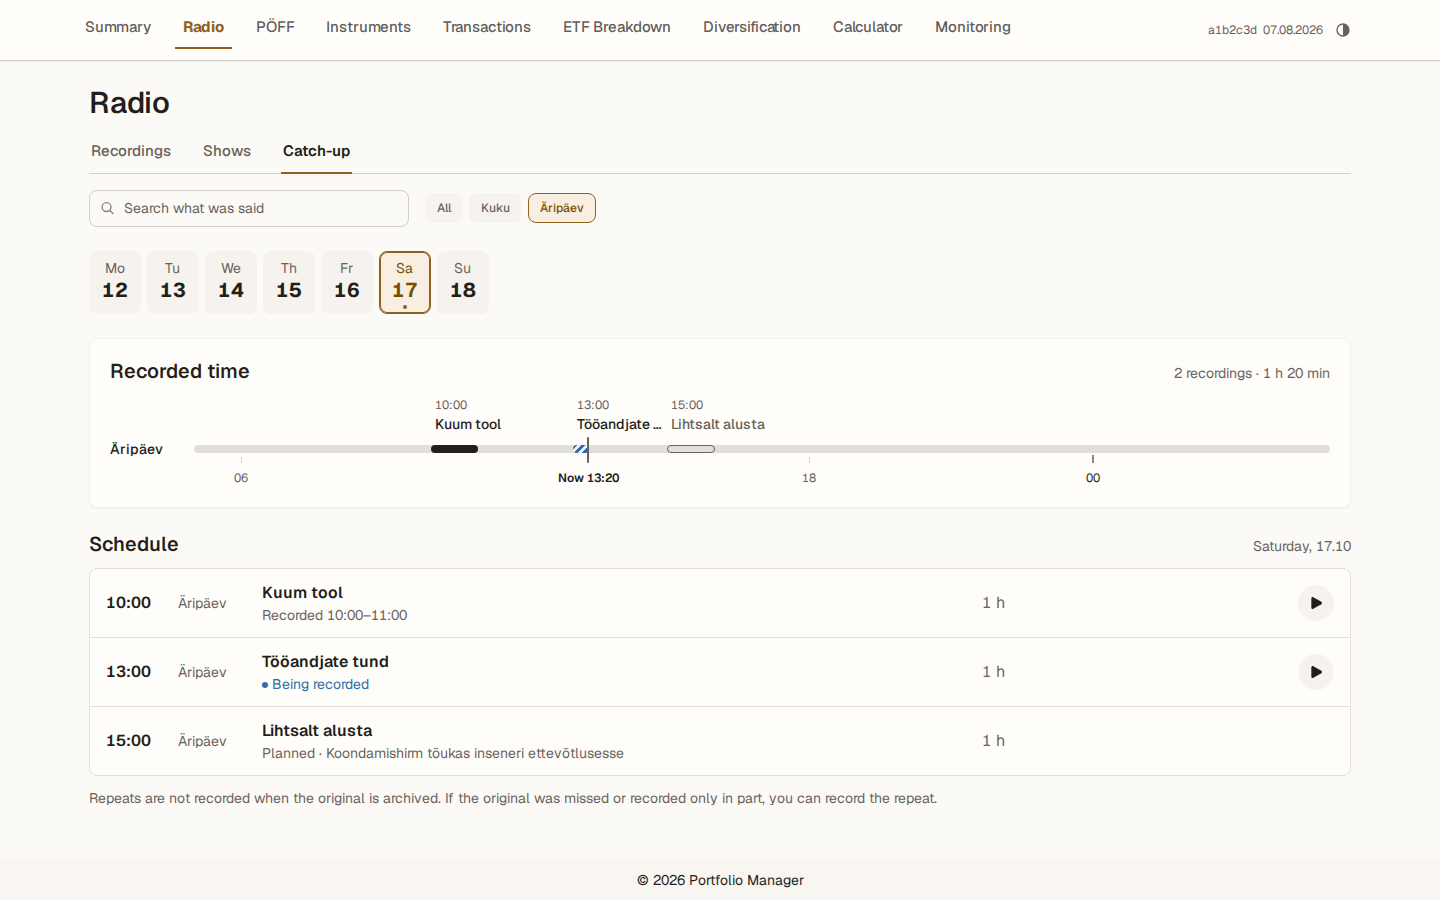 Summary Radio PÖFF Instruments Transactions ETF Breakdown Diversification Calculator Monitoring a1b2c3d 07.08.2026
Radio
Recordings Shows Catch-up
Search what was said All Kuku Äripäev
Mo Tu We Th Fr Sa Su
12 13 14 15 16 17 18
Recorded time 2 recordings · 1 h 20 min
10:00 13:00 15:00
Kuum tool Tööandjate ... Lihtsalt alusta
Äripäev
06 Now 13:20 18 00
Schedule Saturday, 17.10
10:00 Äripäev Kuum tool 1 h
Recorded 10:00–11:00
13:00 Äripäev Tööandjate tund 1 h
Being recorded
15:00 Äripäev Lihtsalt alusta 1 h
Planned · Koondamishirm tõukas inseneri ettevõtlusesse
Repeats are not recorded when the original is archived. If the original was missed or recorded only in part, you can record the repeat.
© 2026 Portfolio Manager